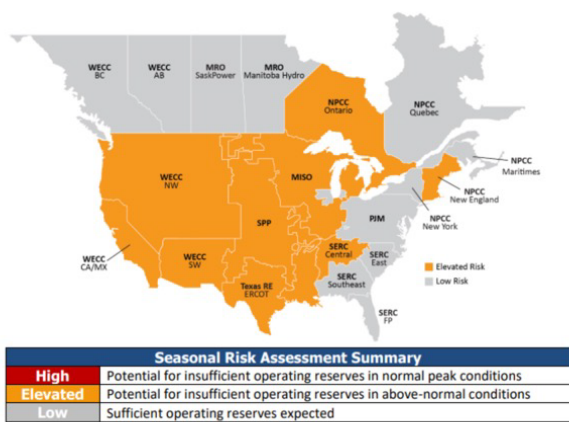 WECC
BC
WECC
AB
MRO
SaskPower
MRO
Manitoba Hydro
NPCC
Ontario
NPCC
Quebec
NPCC
Maritimes
WECC
NW
MISO
NPCC
New England
SPP
PJM
NPCC
New York
WECC
CA/MX
WECC
SW
SERC
Central
SERC
East
Texas RE
ERCOT
SERC
Southeast
SERC
FP
Elevated Risk
Low Risk
Seasonal Risk Assessment Summary
High Potential for insufficient operating reserves in normal peak conditions
Elevated Potential for insufficient operating reserves in above-normal conditions
Low Sufficient operating reserves expected